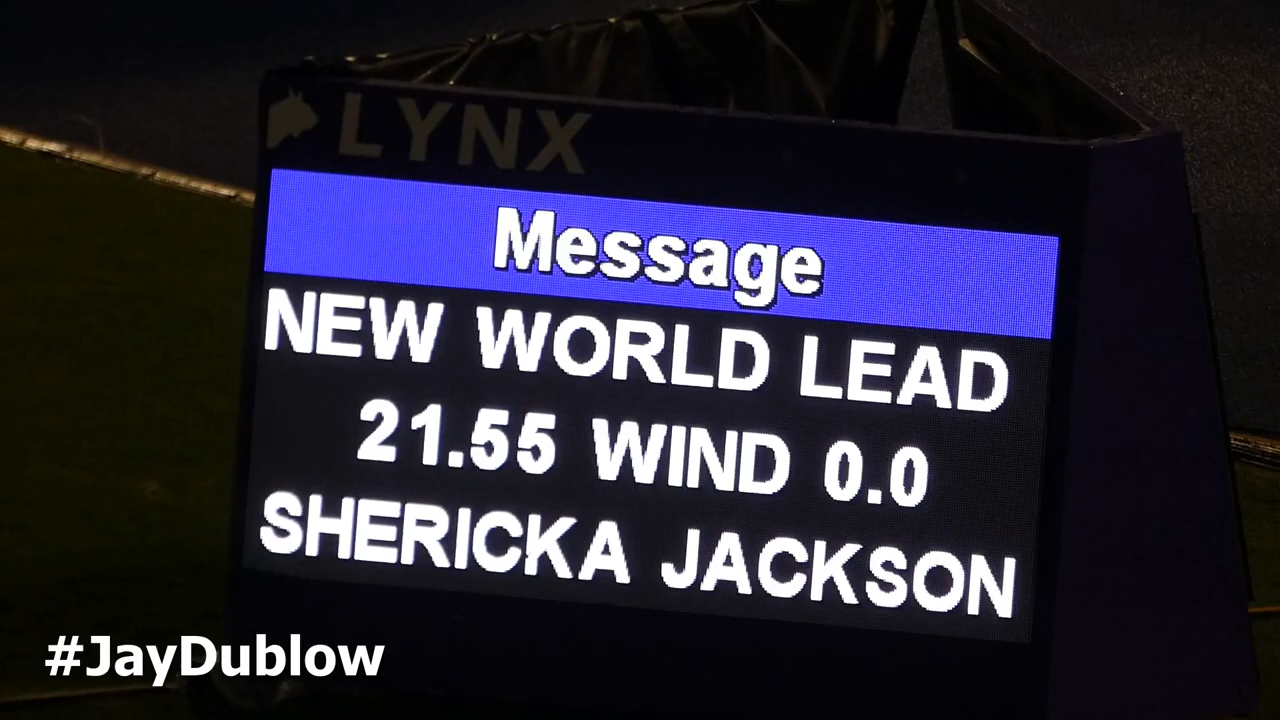 LYNX
Message
NEW WORLD LEAD
21.55 WIND 0.0
SHERICKA JACKSON
#JayDublow